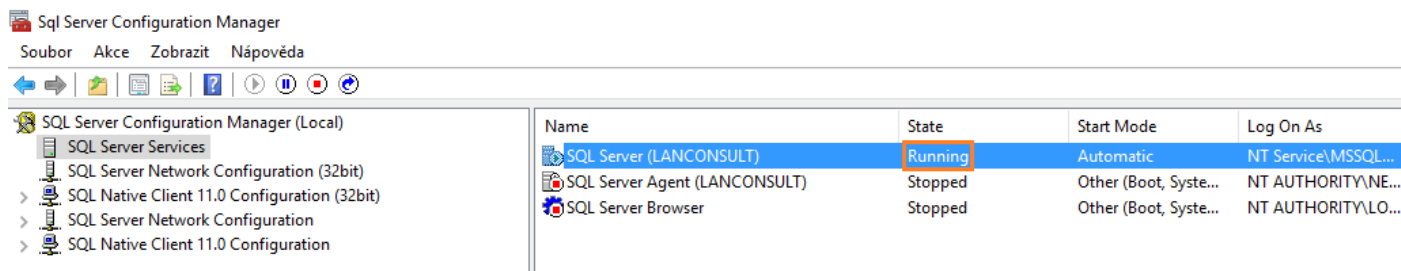 Sql Server Configuration Manager
Soubor Akce Zobrazit Nápověda
SQL Server Configuration Manager (Local)
SQL Server Services
SQL Server Network Configuration (32bit)
SQL Native Client 11.0 Configuration (32bit)
SQL Server Network Configuration
SQL Native Client 11.0 Configuration
Name State Start Mode Log On As
SQL Server (LANCONSULT) Running Automatic NT Service\MSSQL...
SQL Server Agent (LANCONSULT) Stopped Other (Boot, Syste... NT AUTHORITY\NE...
SQL Server Browser Stopped Other (Boot, Syste... NT AUTHORITY\LO...